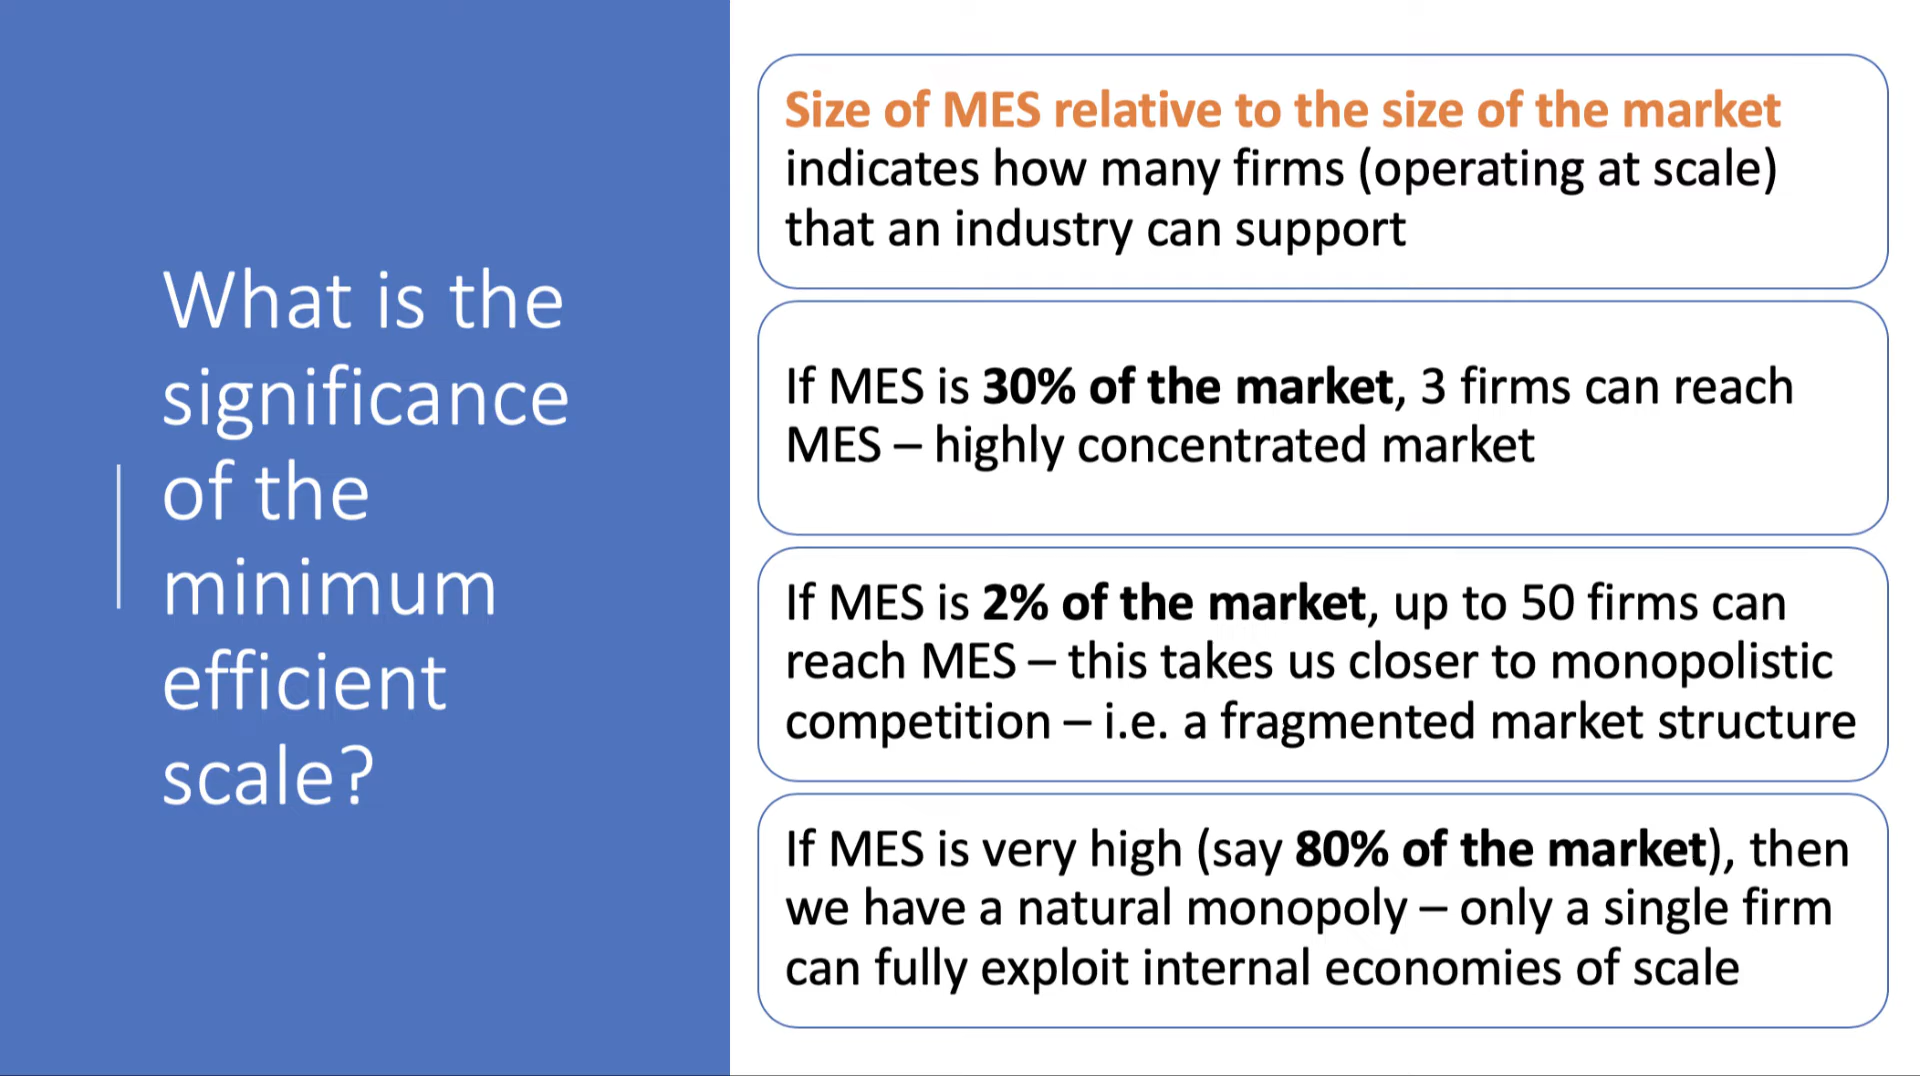 What is the
significance
of the
minimum
efficient
scale?
Size of MES relative to the size of the market
indicates how many firms (operating at scale)
that an industry can support
If MES is 30% of the market, 3 firms can reach
MES – highly concentrated market
If MES is 2% of the market, up to 50 firms can
reach MES – this takes us closer to monopolistic
competition – i.e. a fragmented market structure
If MES is very high (say 80% of the market), then
we have a natural monopoly – only a single firm
can fully exploit internal economies of scale